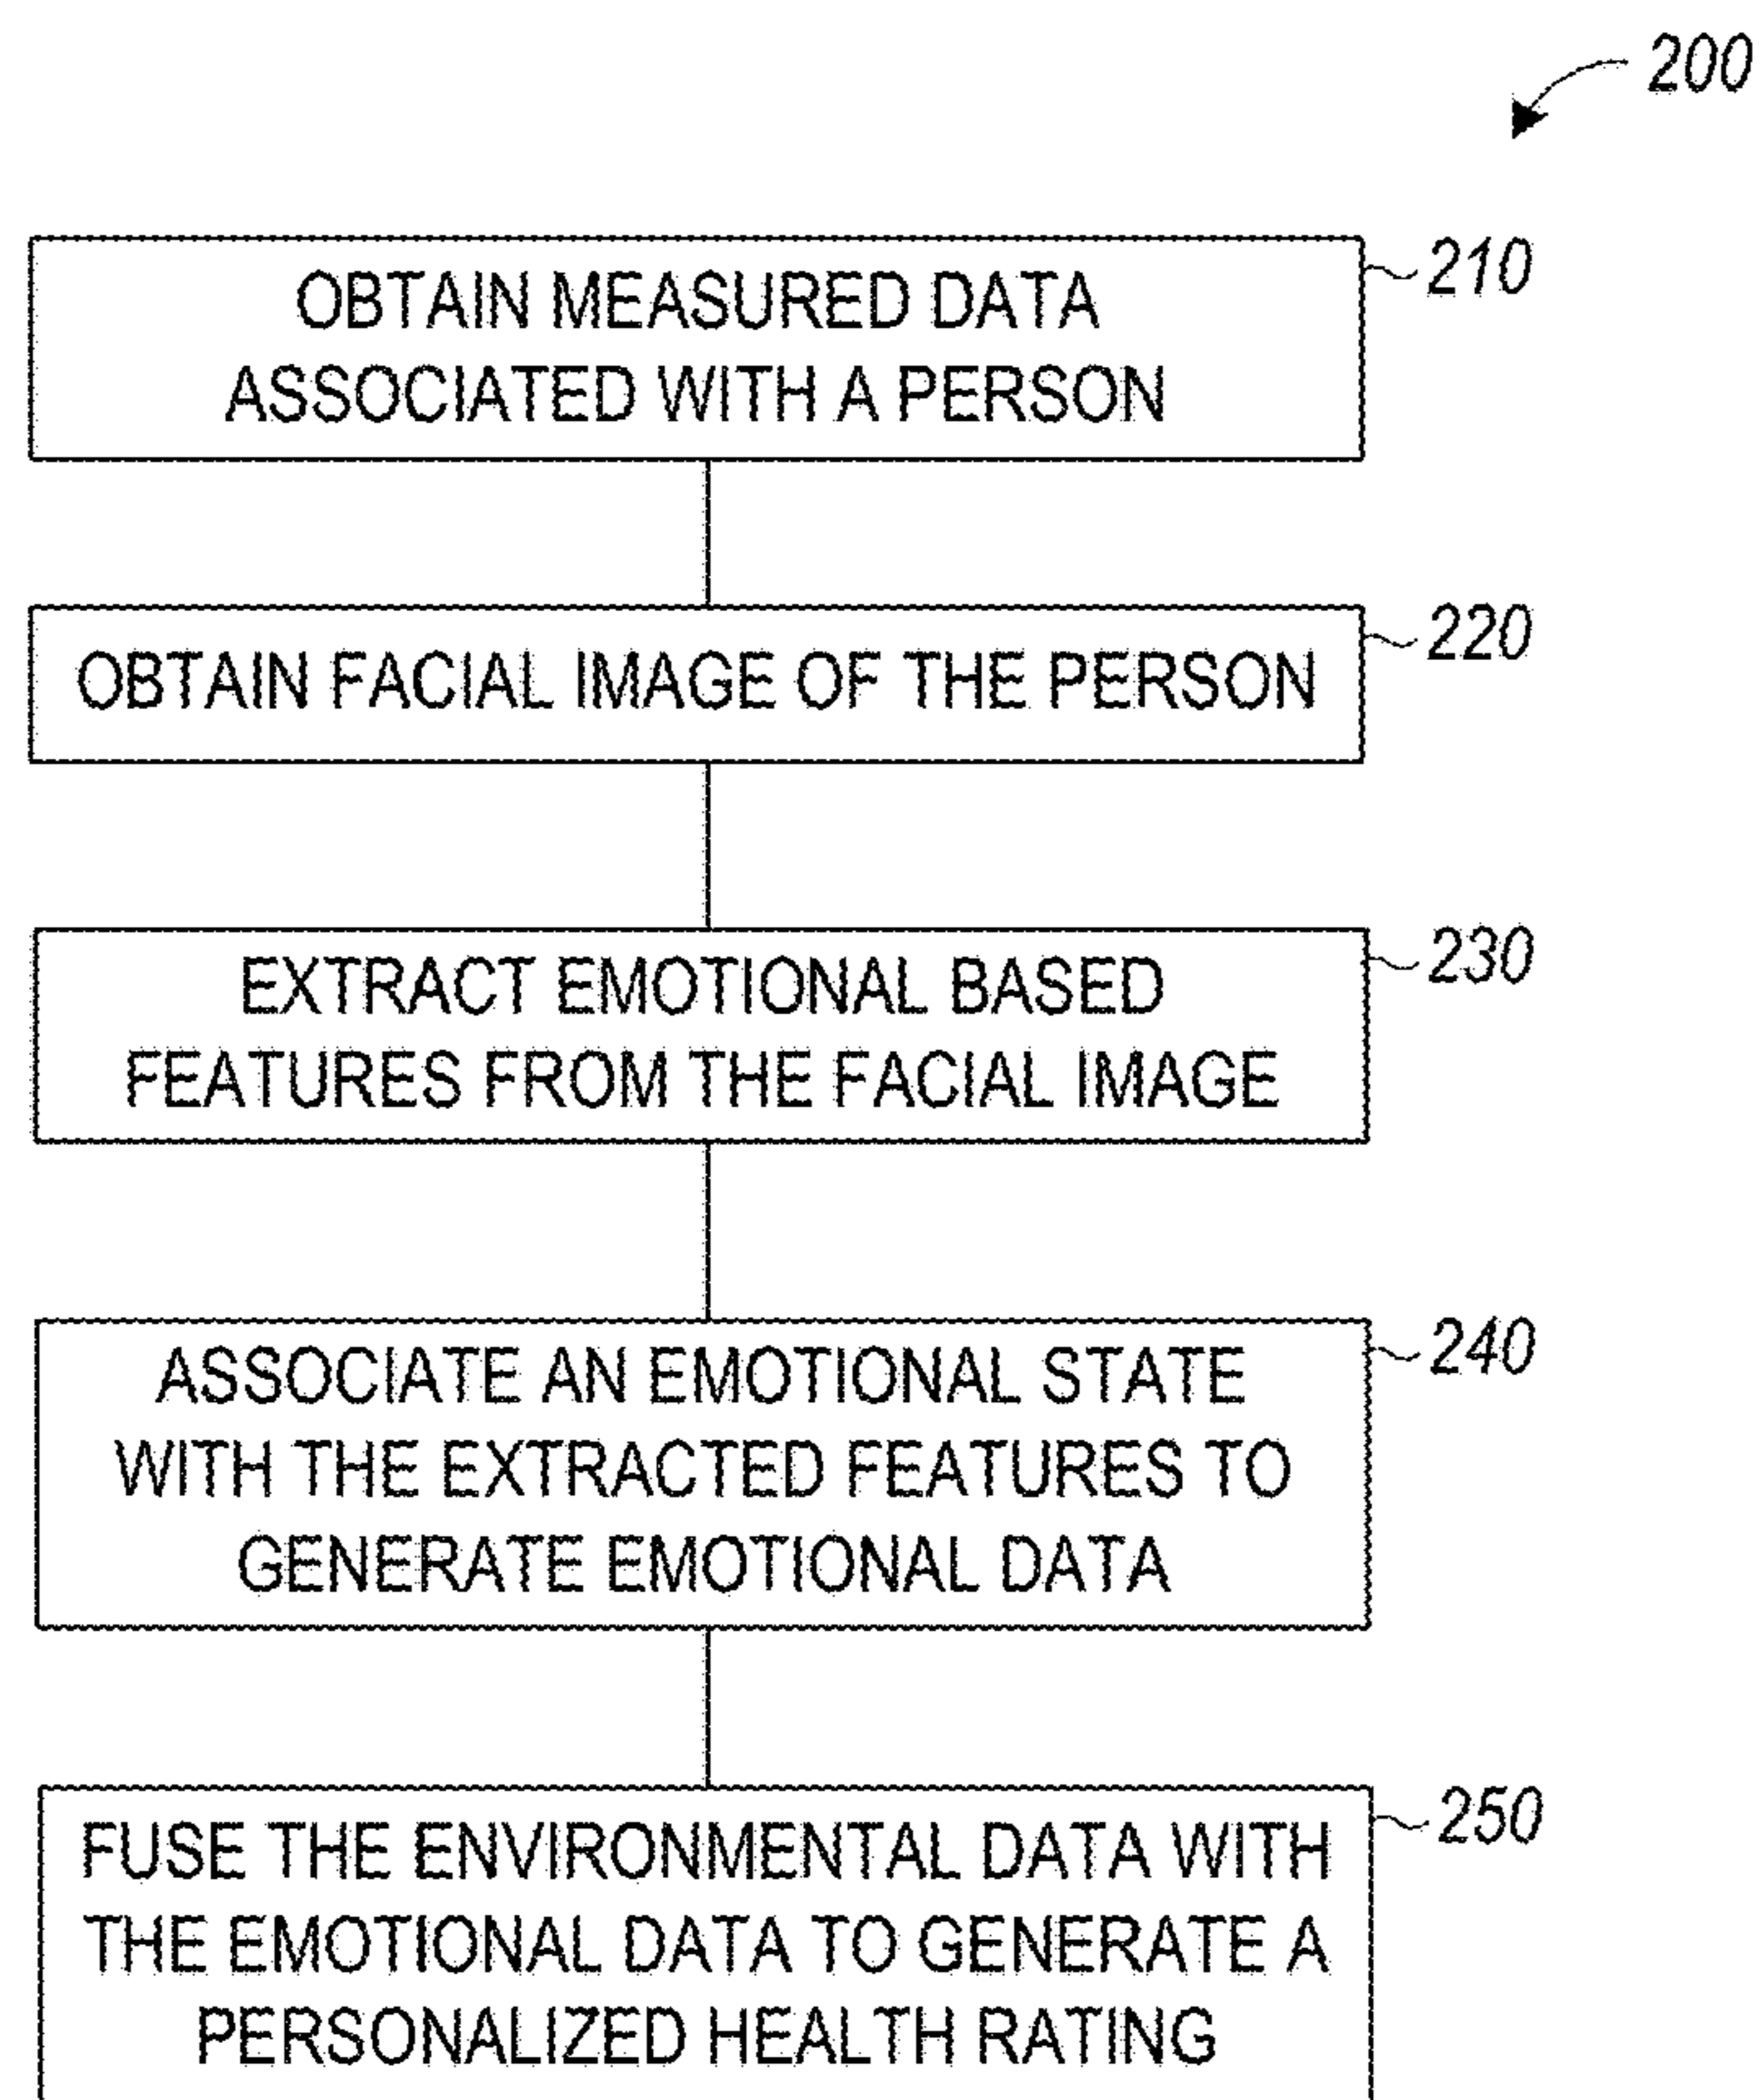 200
OBTAIN MEASURED DATA
ASSOCIATED WITH A PERSON
210
OBTAIN FACIAL IMAGE OF THE PERSON
220
EXTRACT EMOTIONAL BASED
FEATURES FROM THE FACIAL IMAGE
230
ASSOCIATE AN EMOTIONAL STATE
WITH THE EXTRACTED FEATURES TO
GENERATE EMOTIONAL DATA
240
FUSE THE ENVIRONMENTAL DATA WITH
THE EMOTIONAL DATA TO GENERATE A
PERSONALIZED HEALTH RATING
250